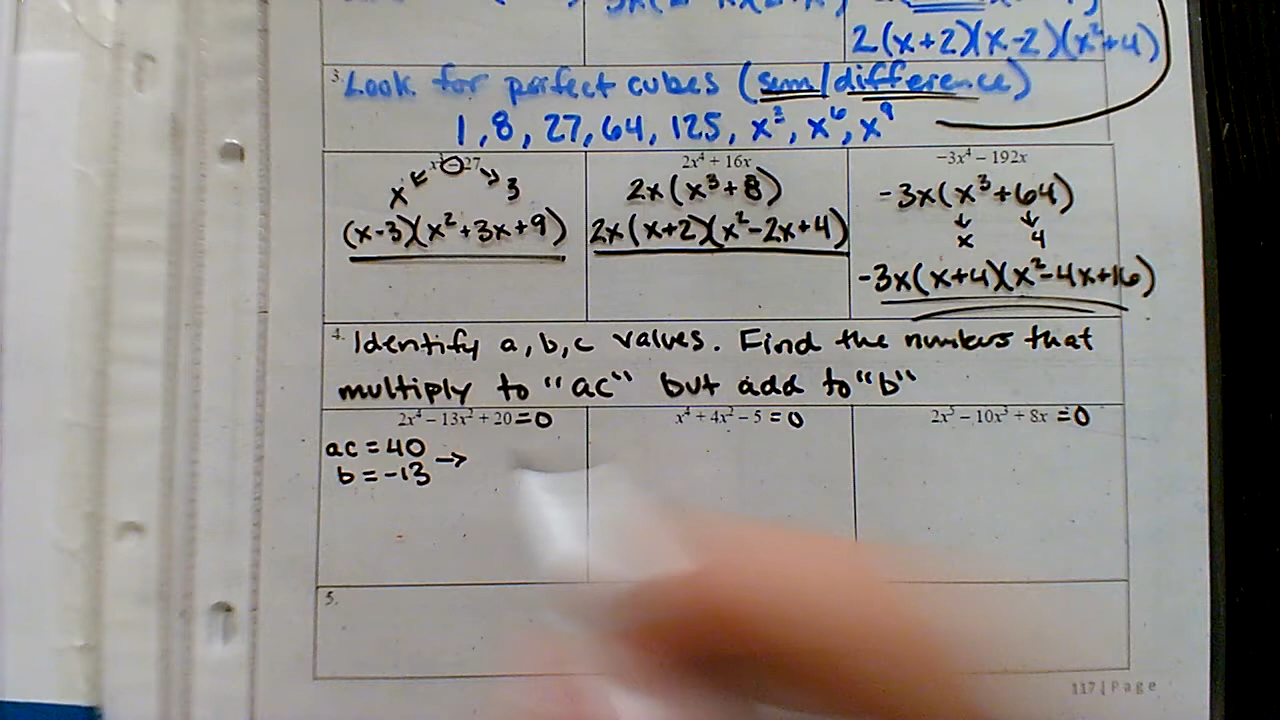 2(x+2)(x-2)(x²+4)
3. Look for perfect cubes (sum/difference)
1, 8, 27, 64, 125, x³, x⁶, x⁹
x³ − 27
x 3
(x-3)(x²+3x+9)
2x⁴ + 16x
2x(x³+8)
2x(x+2)(x²-2x+4)
−3x⁴ − 192x
-3x(x³+64)
x 4
-3x(x+4)(x²-4x+16)
4. Identify a, b, c values. Find the numbers that
multiply to "ac" but add to "b"
2x⁴ − 13x² + 20 = 0
ac = 40 →
b = -13
x⁴ + 4x² − 5 = 0
2x⁵ − 10x³ + 8x = 0
5.
117 | Page